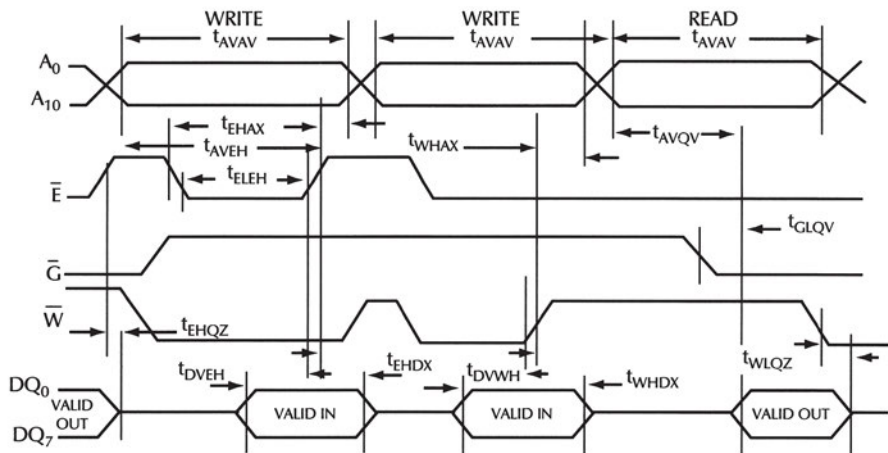 WRITE WRITE READ
tAVAV tAVAV tAVAV
A0
A10
tEHAX tWHAX tAVQV
tAVEH
E̅ tELEH
tGLQV
G̅
W̅ tEHQZ
tDVEH tEHDX tDVWH tWHDX tWLQZ
DQ0
VALID OUT VALID IN VALID IN VALID OUT
DQ7